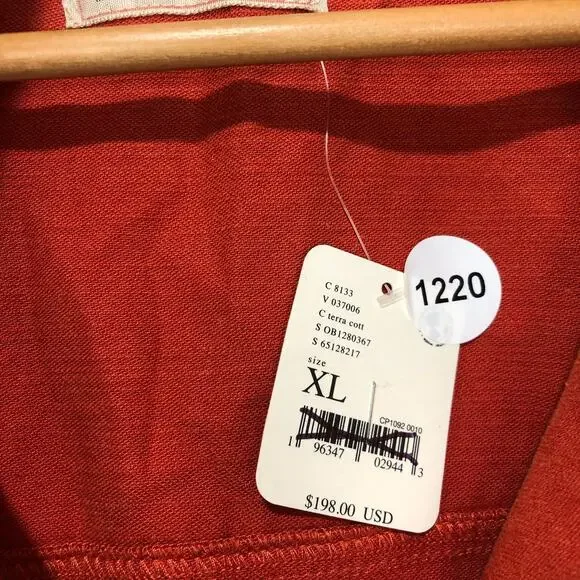 1220
C 8133
V 037006
C terra cott
S OB1280367
S 65128217
size
XL
CP1092 0010
1 96347 02944 3
$198.00 USD